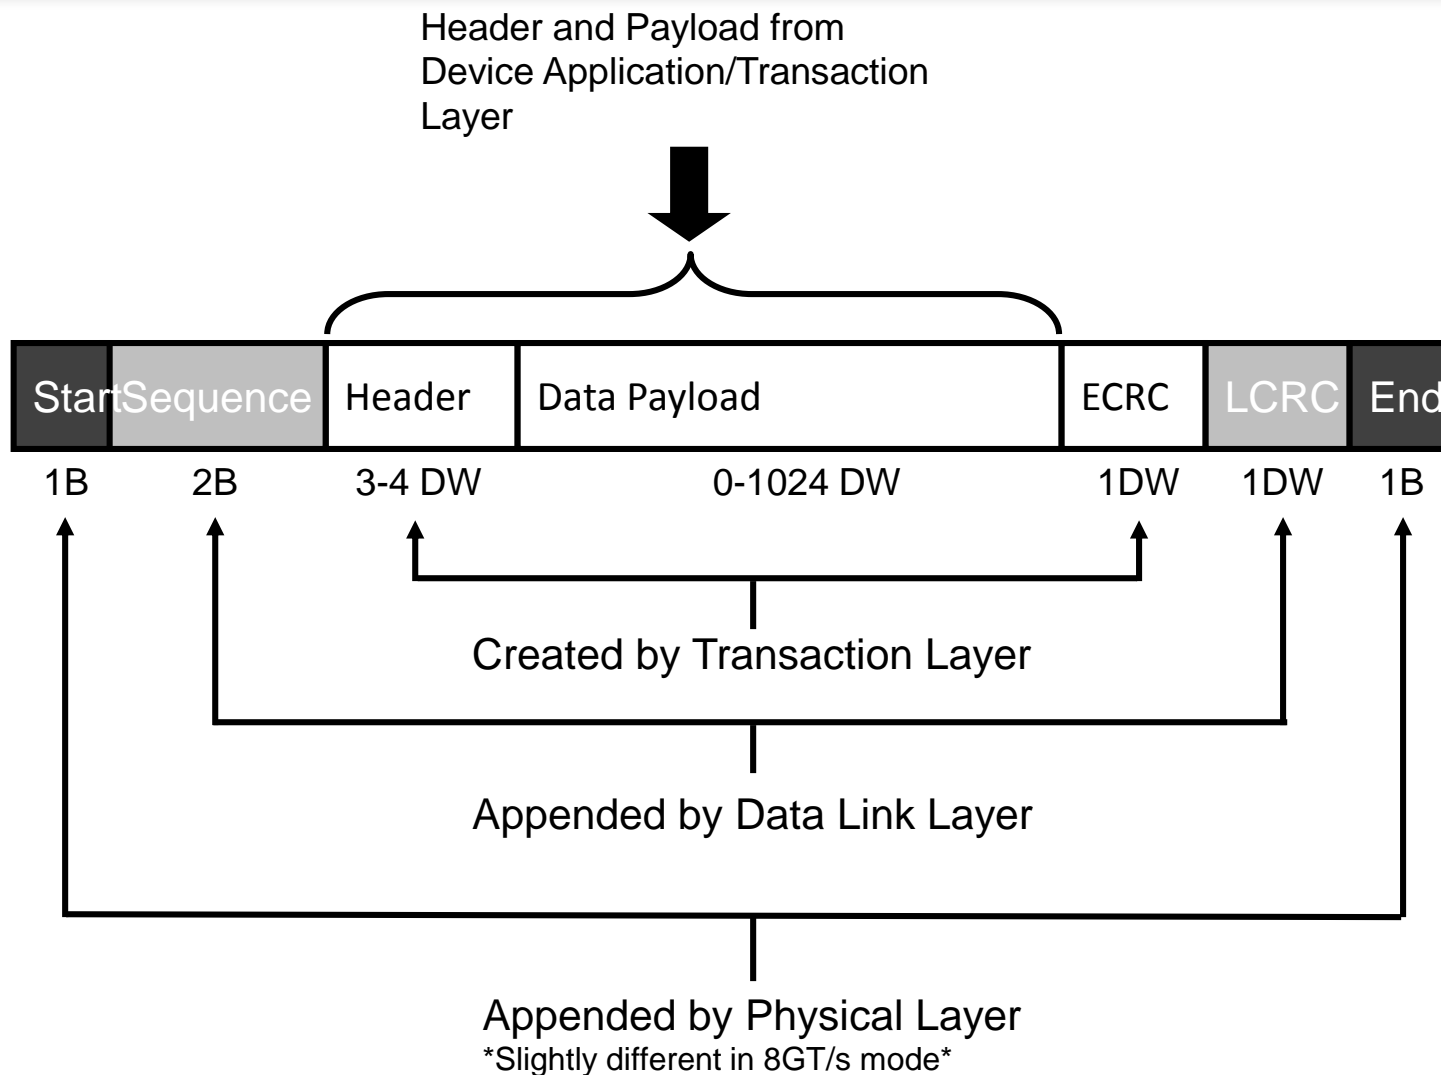 Header and Payload from
Device Application/Transaction
Layer
Start Sequence Header Data Payload ECRC LCRC End
1B 2B 3-4 DW 0-1024 DW 1DW 1DW 1B
Created by Transaction Layer
Appended by Data Link Layer
Appended by Physical Layer
*Slightly different in 8GT/s mode*